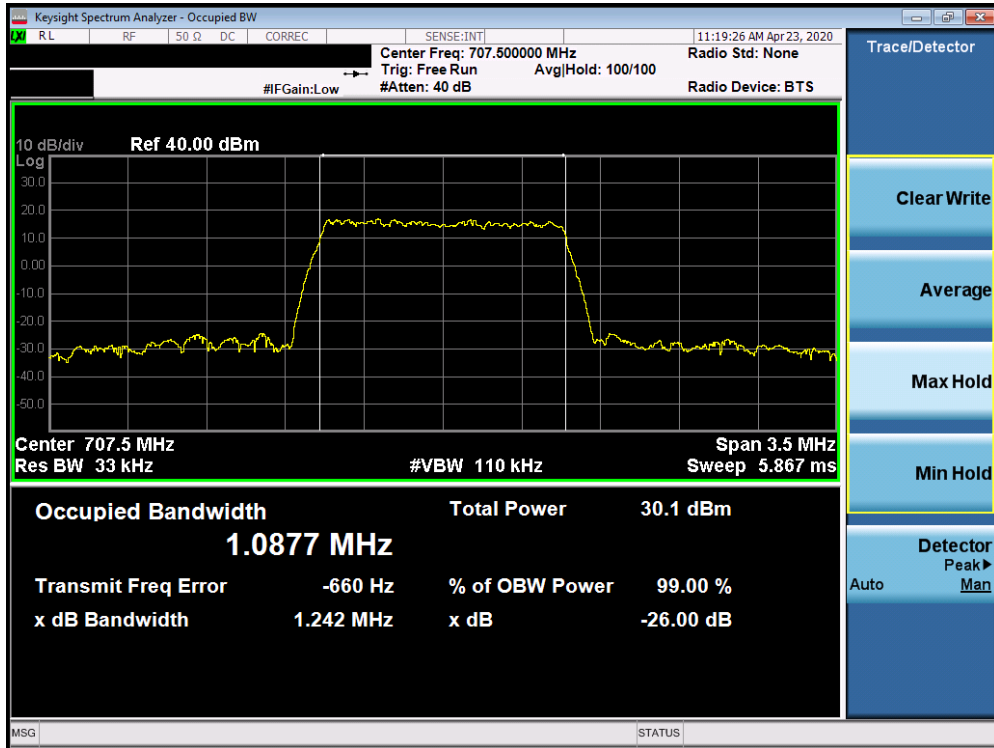 Keysight Spectrum Analyzer - Occupied BW
LXI RL RF 50 Ω DC CORREC SENSE:INT 11:19:26 AM Apr 23, 2020
Center Freq: 707.500000 MHz Radio Std: None
Trig: Free Run Avg|Hold: 100/100
#IFGain:Low #Atten: 40 dB Radio Device: BTS
Trace/Detector
10 dB/div Ref 40.00 dBm
Log
30.0
20.0
10.0
0.00
-10.0
-20.0
-30.0
-40.0
-50.0
Center 707.5 MHz Span 3.5 MHz
Res BW 33 kHz #VBW 110 kHz Sweep 5.867 ms
Occupied Bandwidth Total Power 30.1 dBm
1.0877 MHz
Transmit Freq Error -660 Hz % of OBW Power 99.00 %
x dB Bandwidth 1.242 MHz x dB -26.00 dB
Clear Write
Average
Max Hold
Min Hold
Detector
Peak▶
Auto Man
MSG STATUS